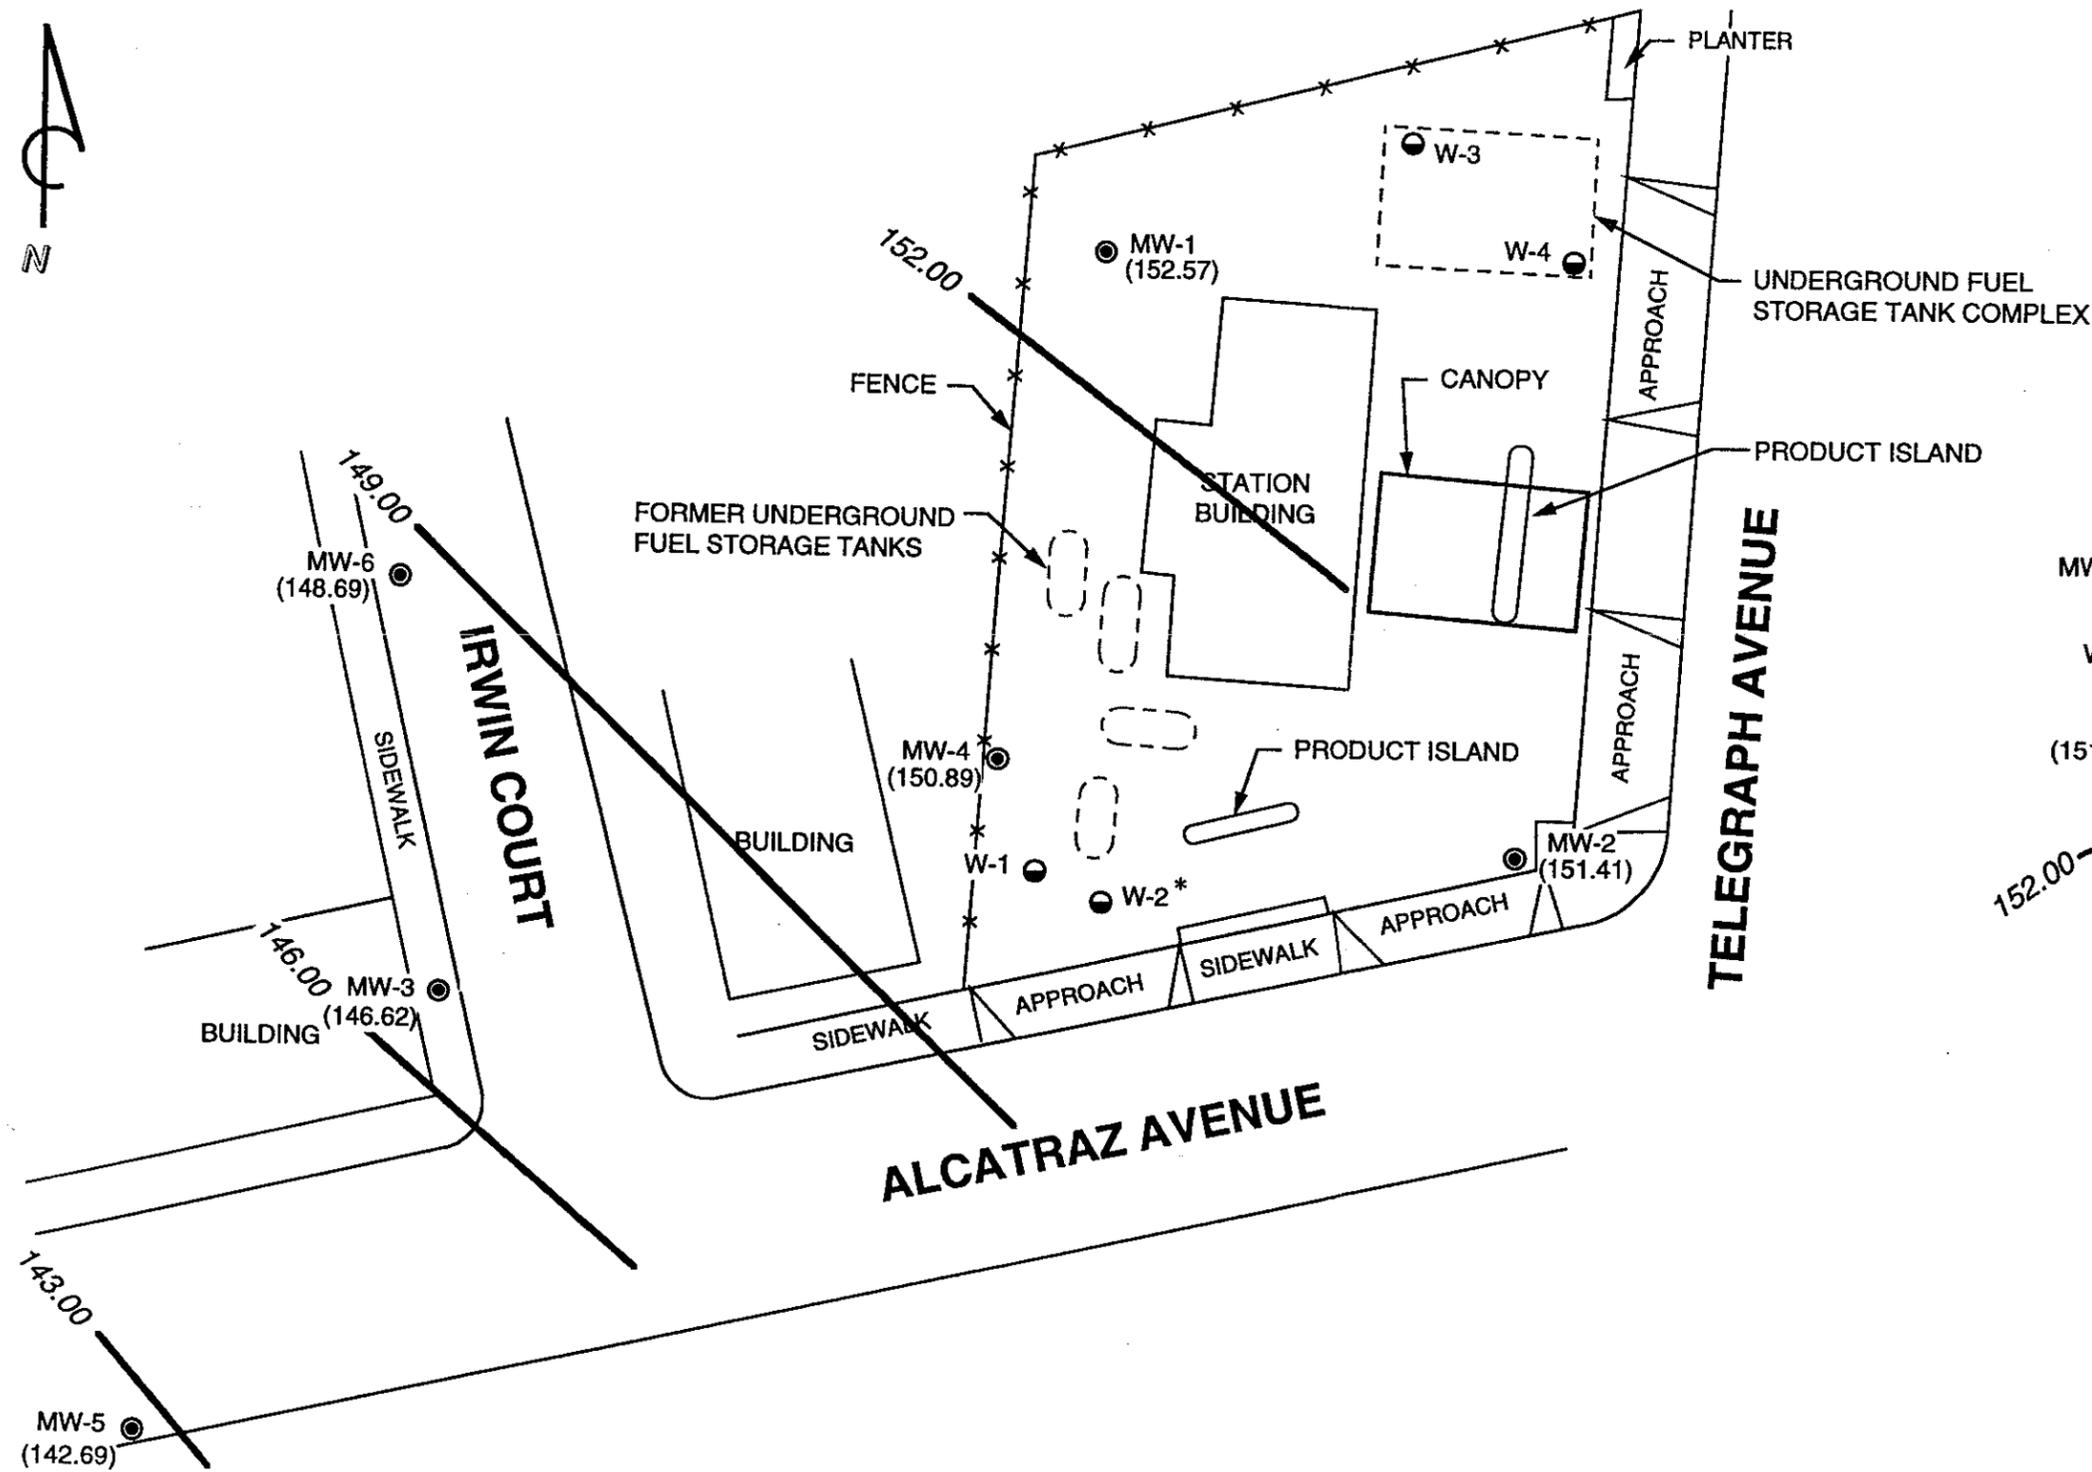 N
PLANTER
W-3
W-4
MW-1
(152.57)
152.00
UNDERGROUND FUEL
STORAGE TANK COMPLEX
APPROACH
FENCE
CANOPY
PRODUCT ISLAND
STATION
BUILDING
FORMER UNDERGROUND
FUEL STORAGE TANKS
149.00
MW-6
(148.69)
IRWIN COURT
SIDEWALK
MW-4
(150.89)
BUILDING
PRODUCT ISLAND
APPROACH
TELEGRAPH AVENUE
W-1
W-2*
MW-2
(151.41)
APPROACH
SIDEWALK
APPROACH
SIDEWALK
146.00
MW-3
(146.62)
BUILDING
ALCATRAZ AVENUE
143.00
MW-5
(142.69)
MW
(151
152.00